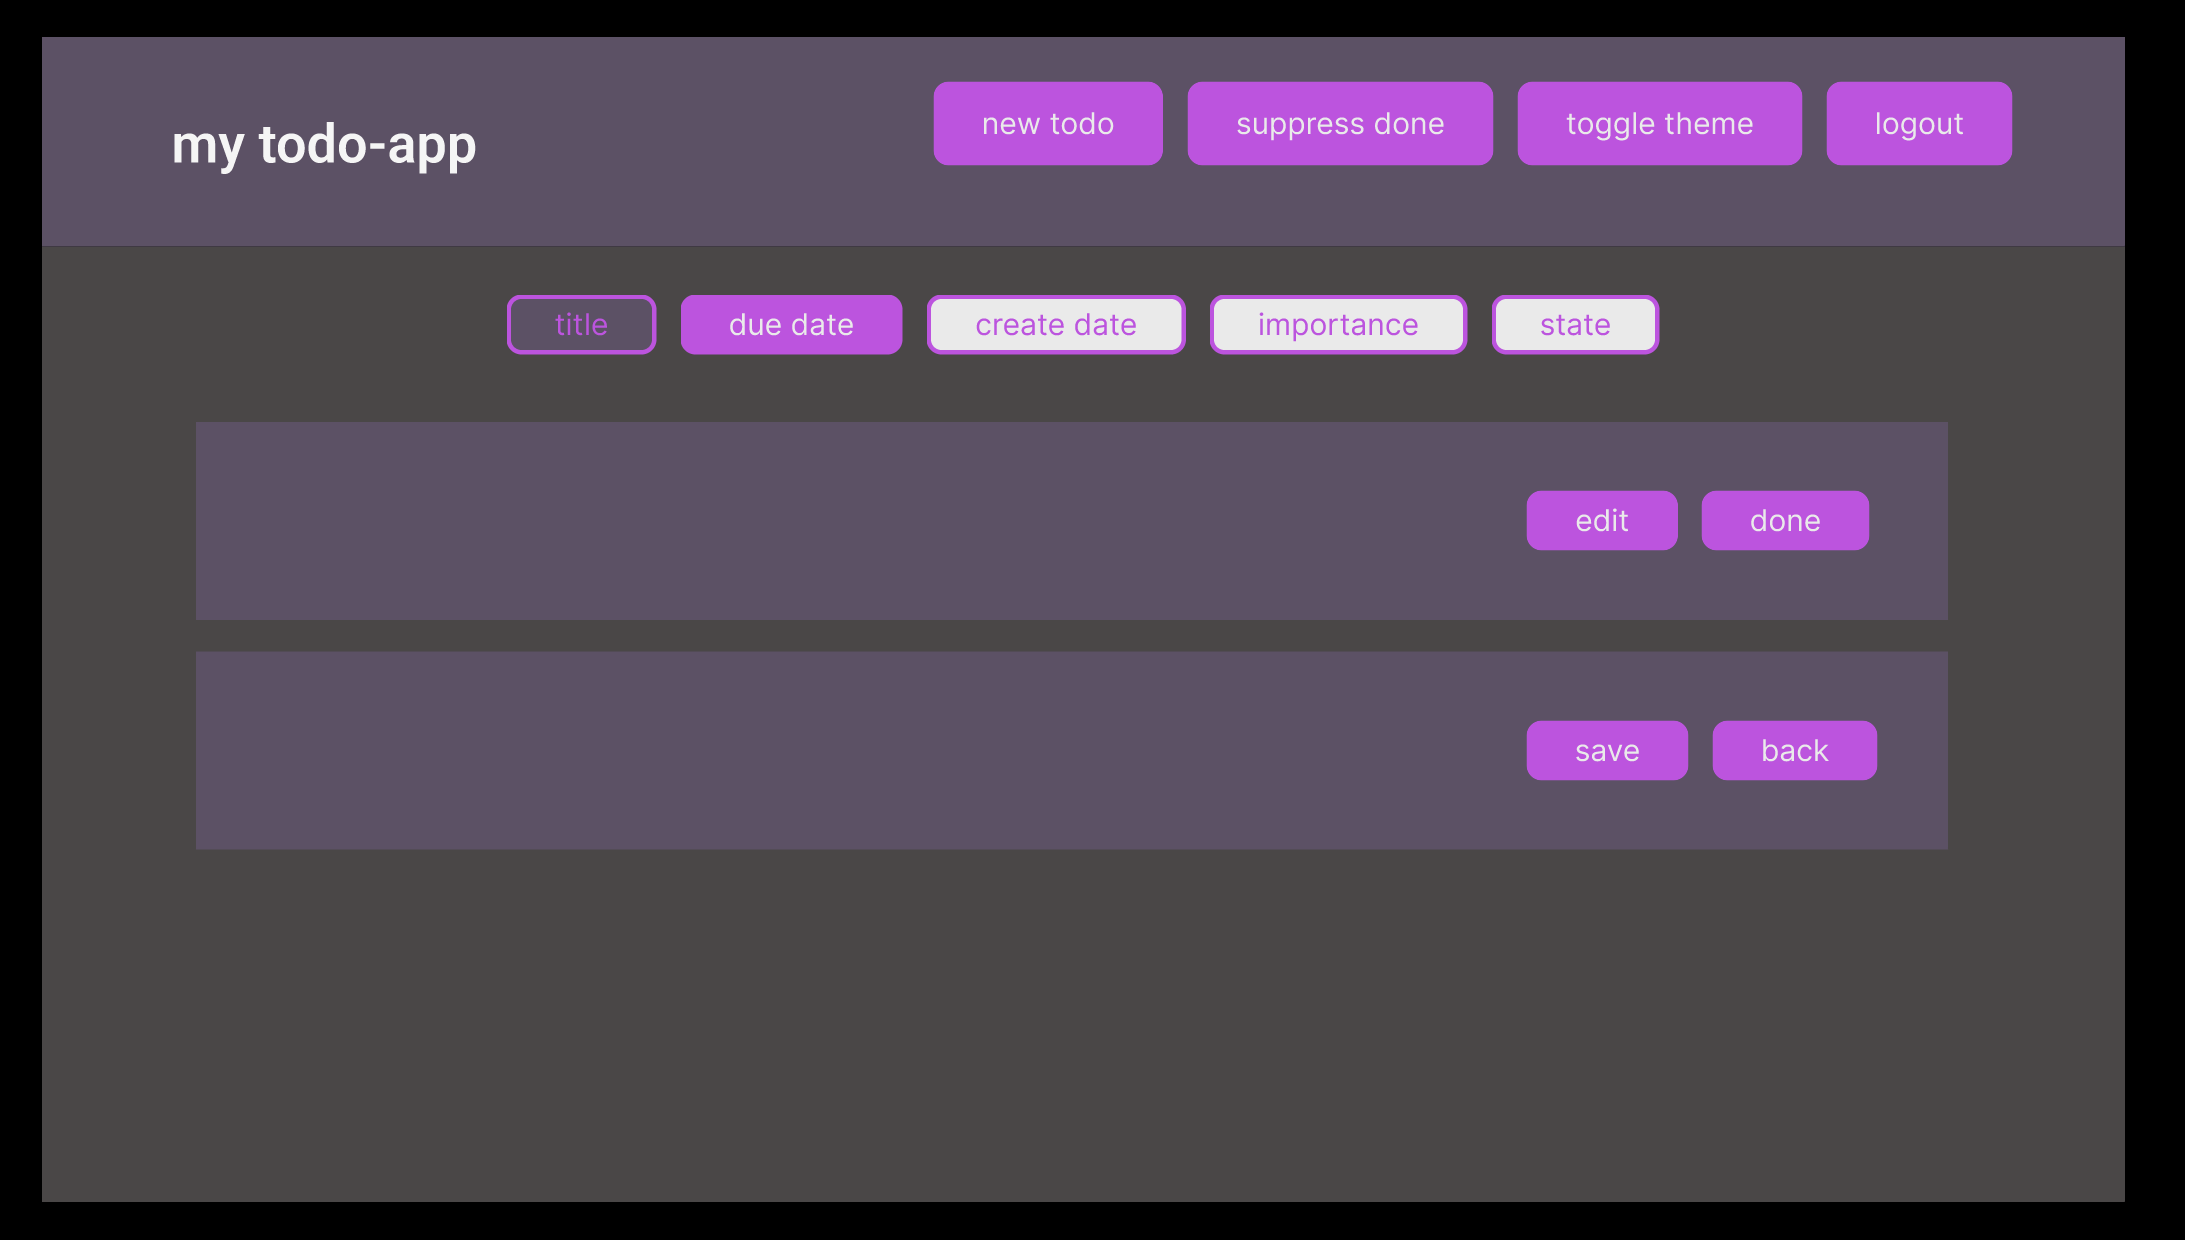 my todo-app
new todo
suppress done
toggle theme
logout
title
due date
create date
importance
state
edit
done
save
back